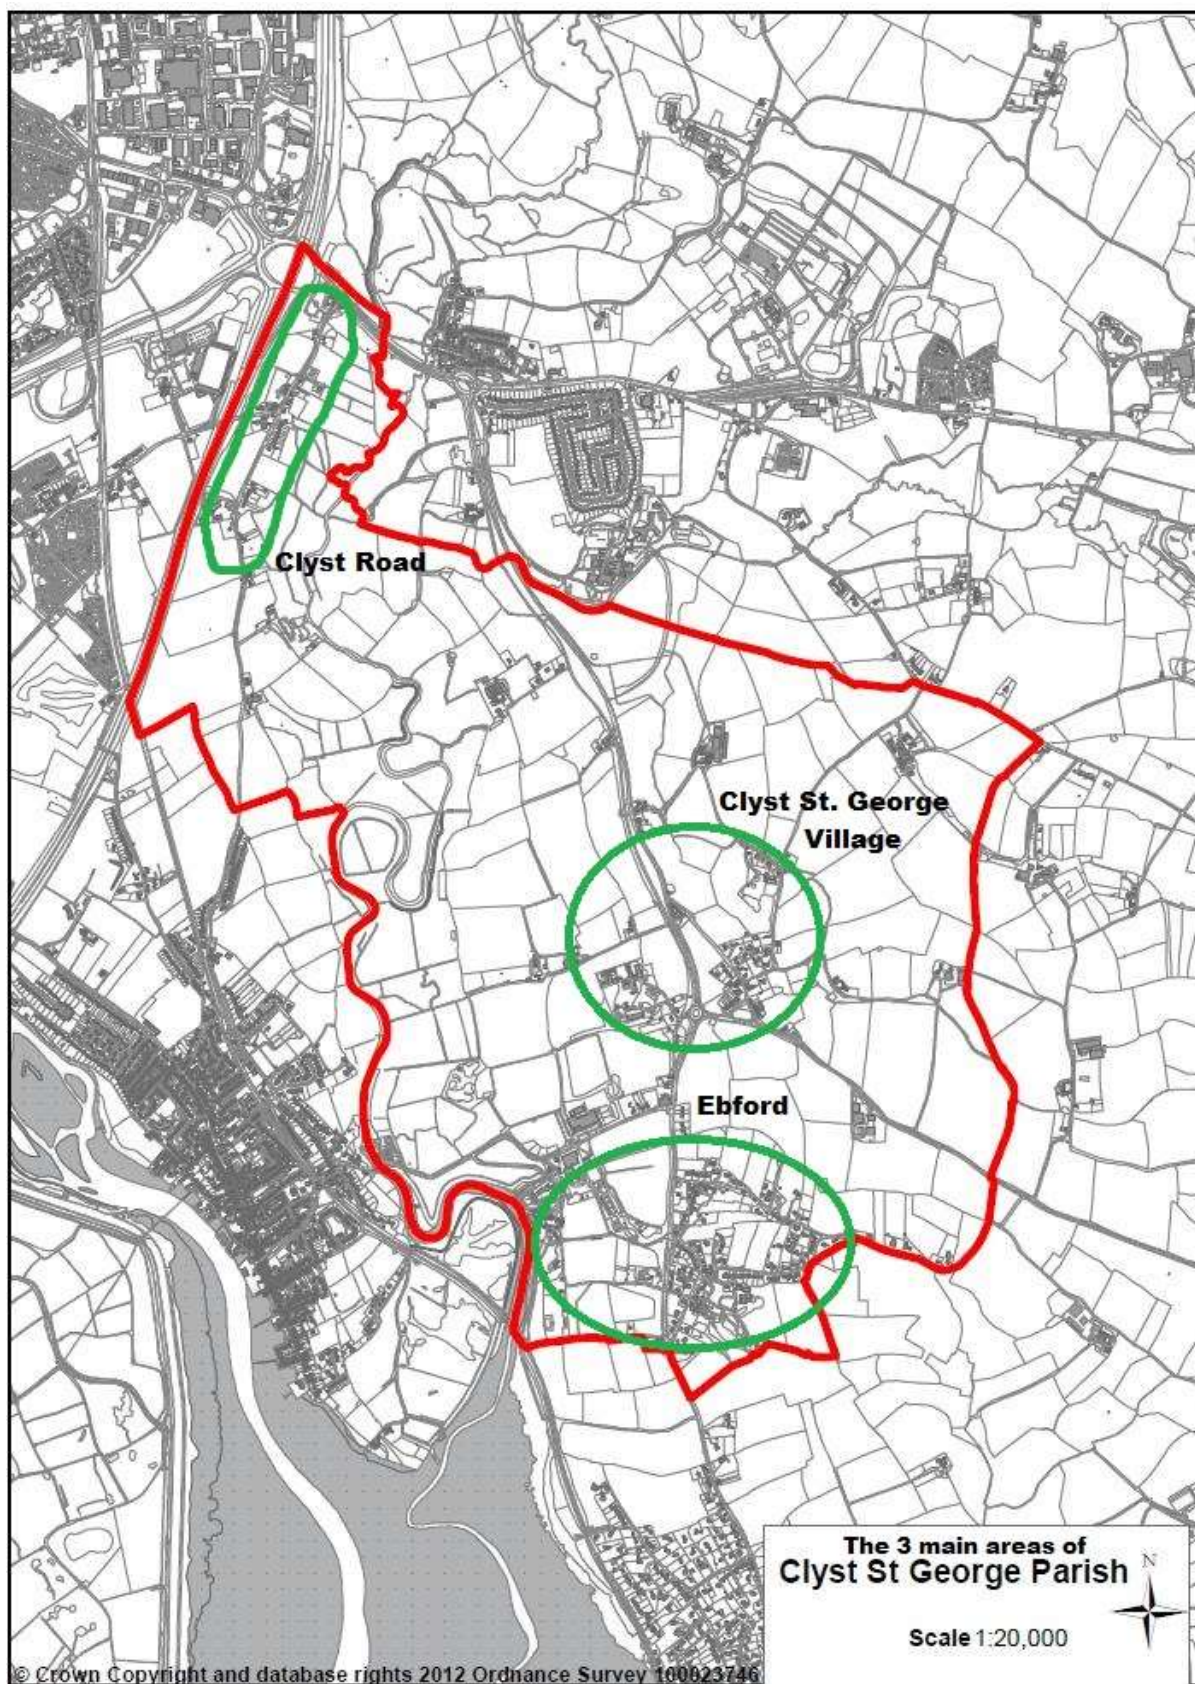 Clyst Road
Clyst St. George
Village
Ebford
The 3 main areas of
Clyst St George Parish
N
Scale 1:20,000
© Crown Copyright and database rights 2012 Ordnance Survey 100023746